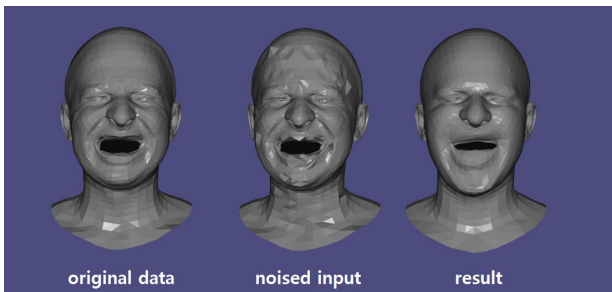 original data
noised input
result